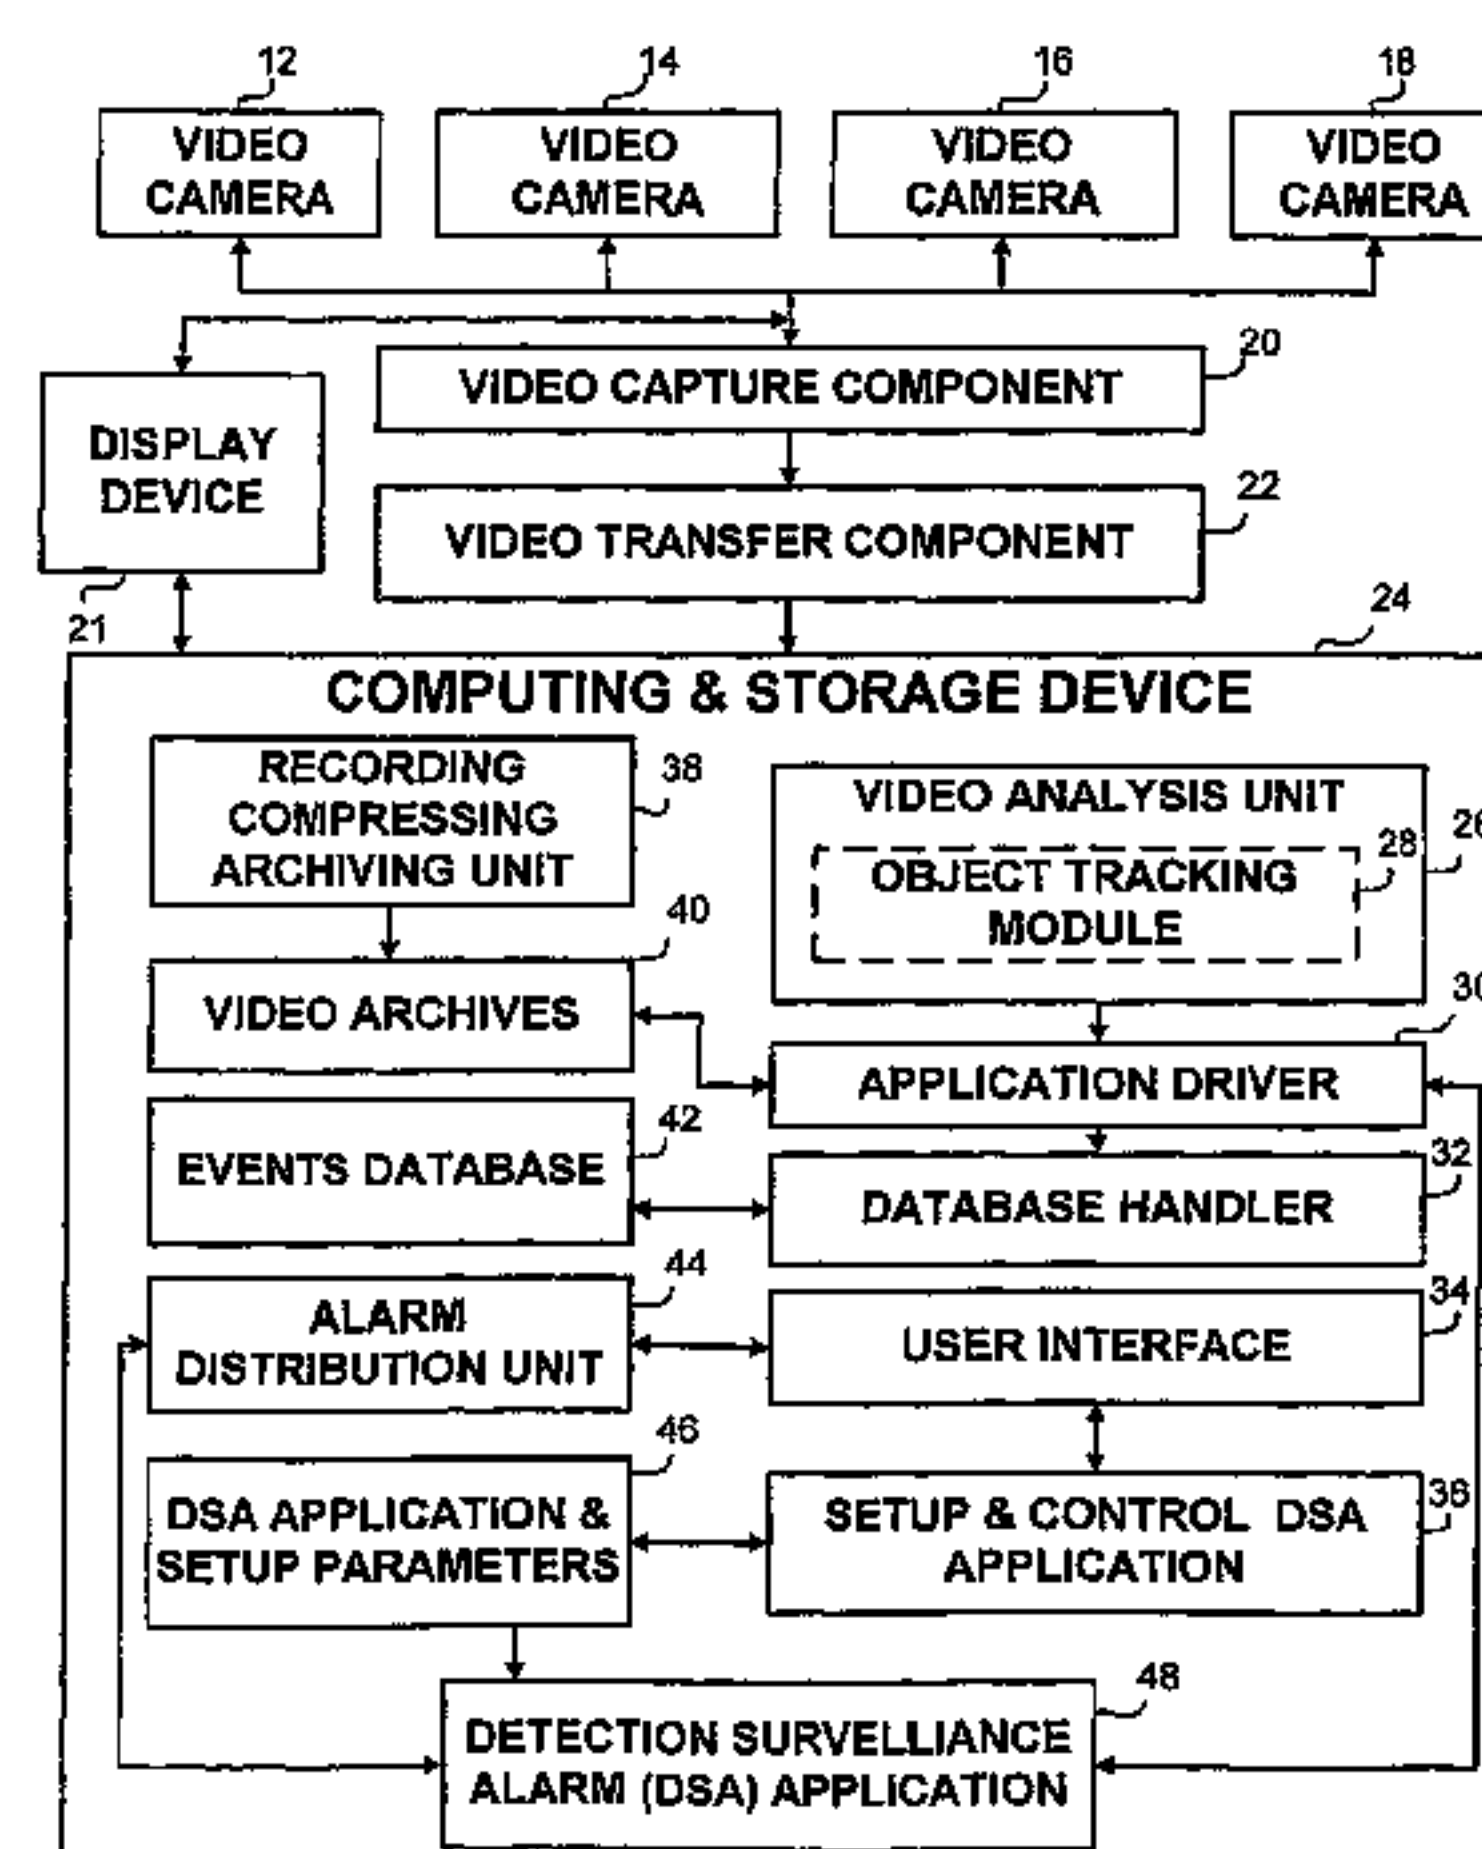 12
14
16
18
VIDEO
CAMERA
VIDEO
CAMERA
VIDEO
CAMERA
VIDEO
CAMERA
20
VIDEO CAPTURE COMPONENT
DISPLAY
DEVICE
22
VIDEO TRANSFER COMPONENT
21
24
COMPUTING & STORAGE DEVICE
RECORDING
COMPRESSING
ARCHIVING UNIT
38
VIDEO ANALYSIS UNIT
26
28
OBJECT TRACKING
MODULE
40
VIDEO ARCHIVES
30
APPLICATION DRIVER
42
EVENTS DATABASE
32
DATABASE HANDLER
44
ALARM
DISTRIBUTION UNIT
34
USER INTERFACE
46
DSA APPLICATION &
SETUP PARAMETERS
36
SETUP & CONTROL DSA
APPLICATION
48
DETECTION SURVELLIANCE
ALARM (DSA) APPLICATION